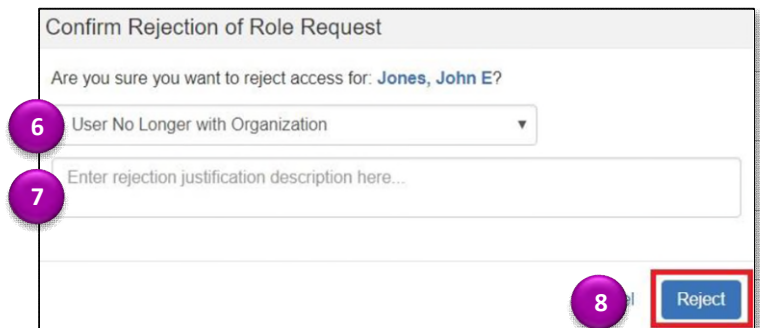 Confirm Rejection of Role Request
Are you sure you want to reject access for: Jones, John E?
6 User No Longer with Organization
7 Enter rejection justification description here...
8 Reject